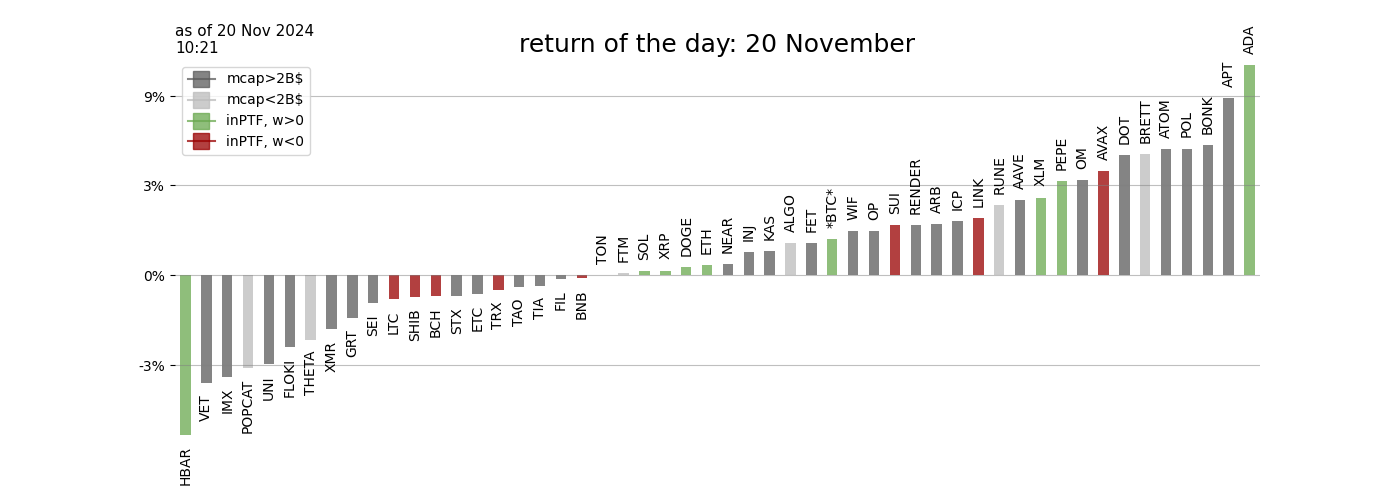 as of 20 Nov 2024
10:21
return of the day: 20 November
mcap>2B$
mcap<2B$
inPTF, w>0
inPTF, w<0
9%
3%
0%
-3%
HBAR
VET
IMX
POPCAT
UNI
FLOKI
THETA
XMR
GRT
SEI
LTC
SHIB
BCH
STX
ETC
TRX
TAO
TIA
FIL
BNB
TON
FTM
SOL
XRP
DOGE
ETH
NEAR
INJ
KAS
ALGO
FET
*BTC*
WIF
OP
SUI
RENDER
ARB
ICP
LINK
RUNE
AAVE
XLM
PEPE
OM
AVAX
DOT
BRETT
ATOM
POL
BONK
APT
ADA